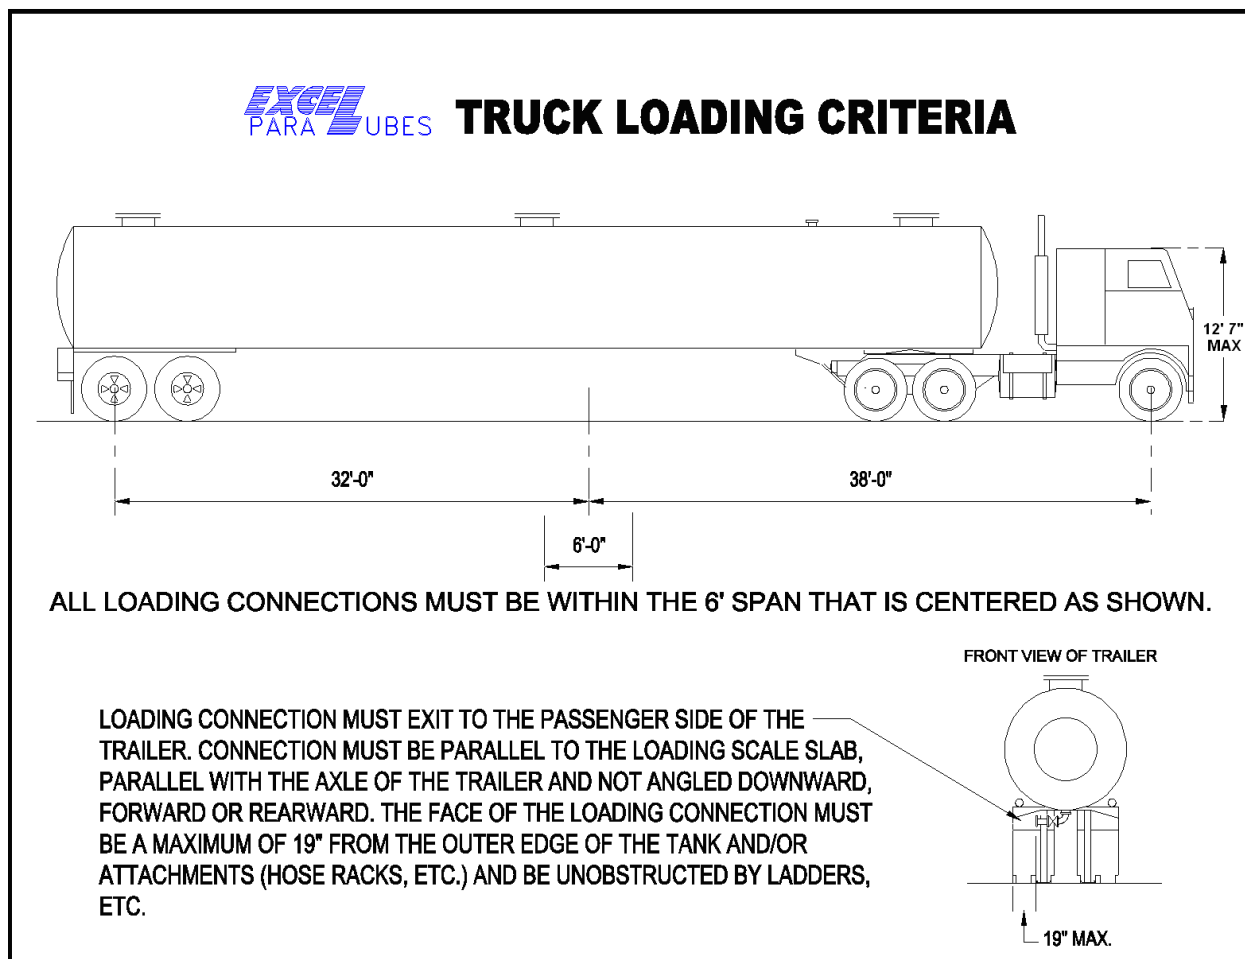 EXCEL
PARA LUBES
TRUCK LOADING CRITERIA
12' 7"
MAX
32'-0"
38'-0"
6'-0"
ALL LOADING CONNECTIONS MUST BE WITHIN THE 6' SPAN THAT IS CENTERED AS SHOWN.
FRONT VIEW OF TRAILER
LOADING CONNECTION MUST EXIT TO THE PASSENGER SIDE OF THE
TRAILER. CONNECTION MUST BE PARALLEL TO THE LOADING SCALE SLAB,
PARALLEL WITH THE AXLE OF THE TRAILER AND NOT ANGLED DOWNWARD,
FORWARD OR REARWARD. THE FACE OF THE LOADING CONNECTION MUST
BE A MAXIMUM OF 19" FROM THE OUTER EDGE OF THE TANK AND/OR
ATTACHMENTS (HOSE RACKS, ETC.) AND BE UNOBSTRUCTED BY LADDERS,
ETC.
19" MAX.